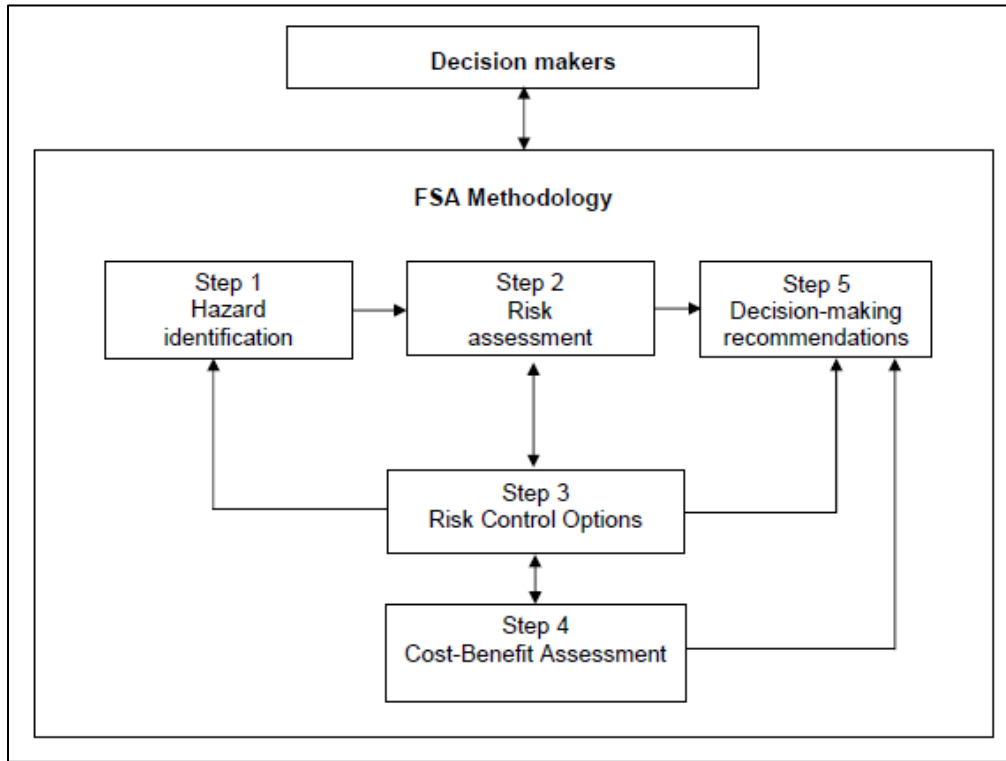 Decision makers
FSA Methodology
Step 1
Hazard
identification
Step 2
Risk
assessment
Step 5
Decision-making
recommendations
Step 3
Risk Control Options
Step 4
Cost-Benefit Assessment